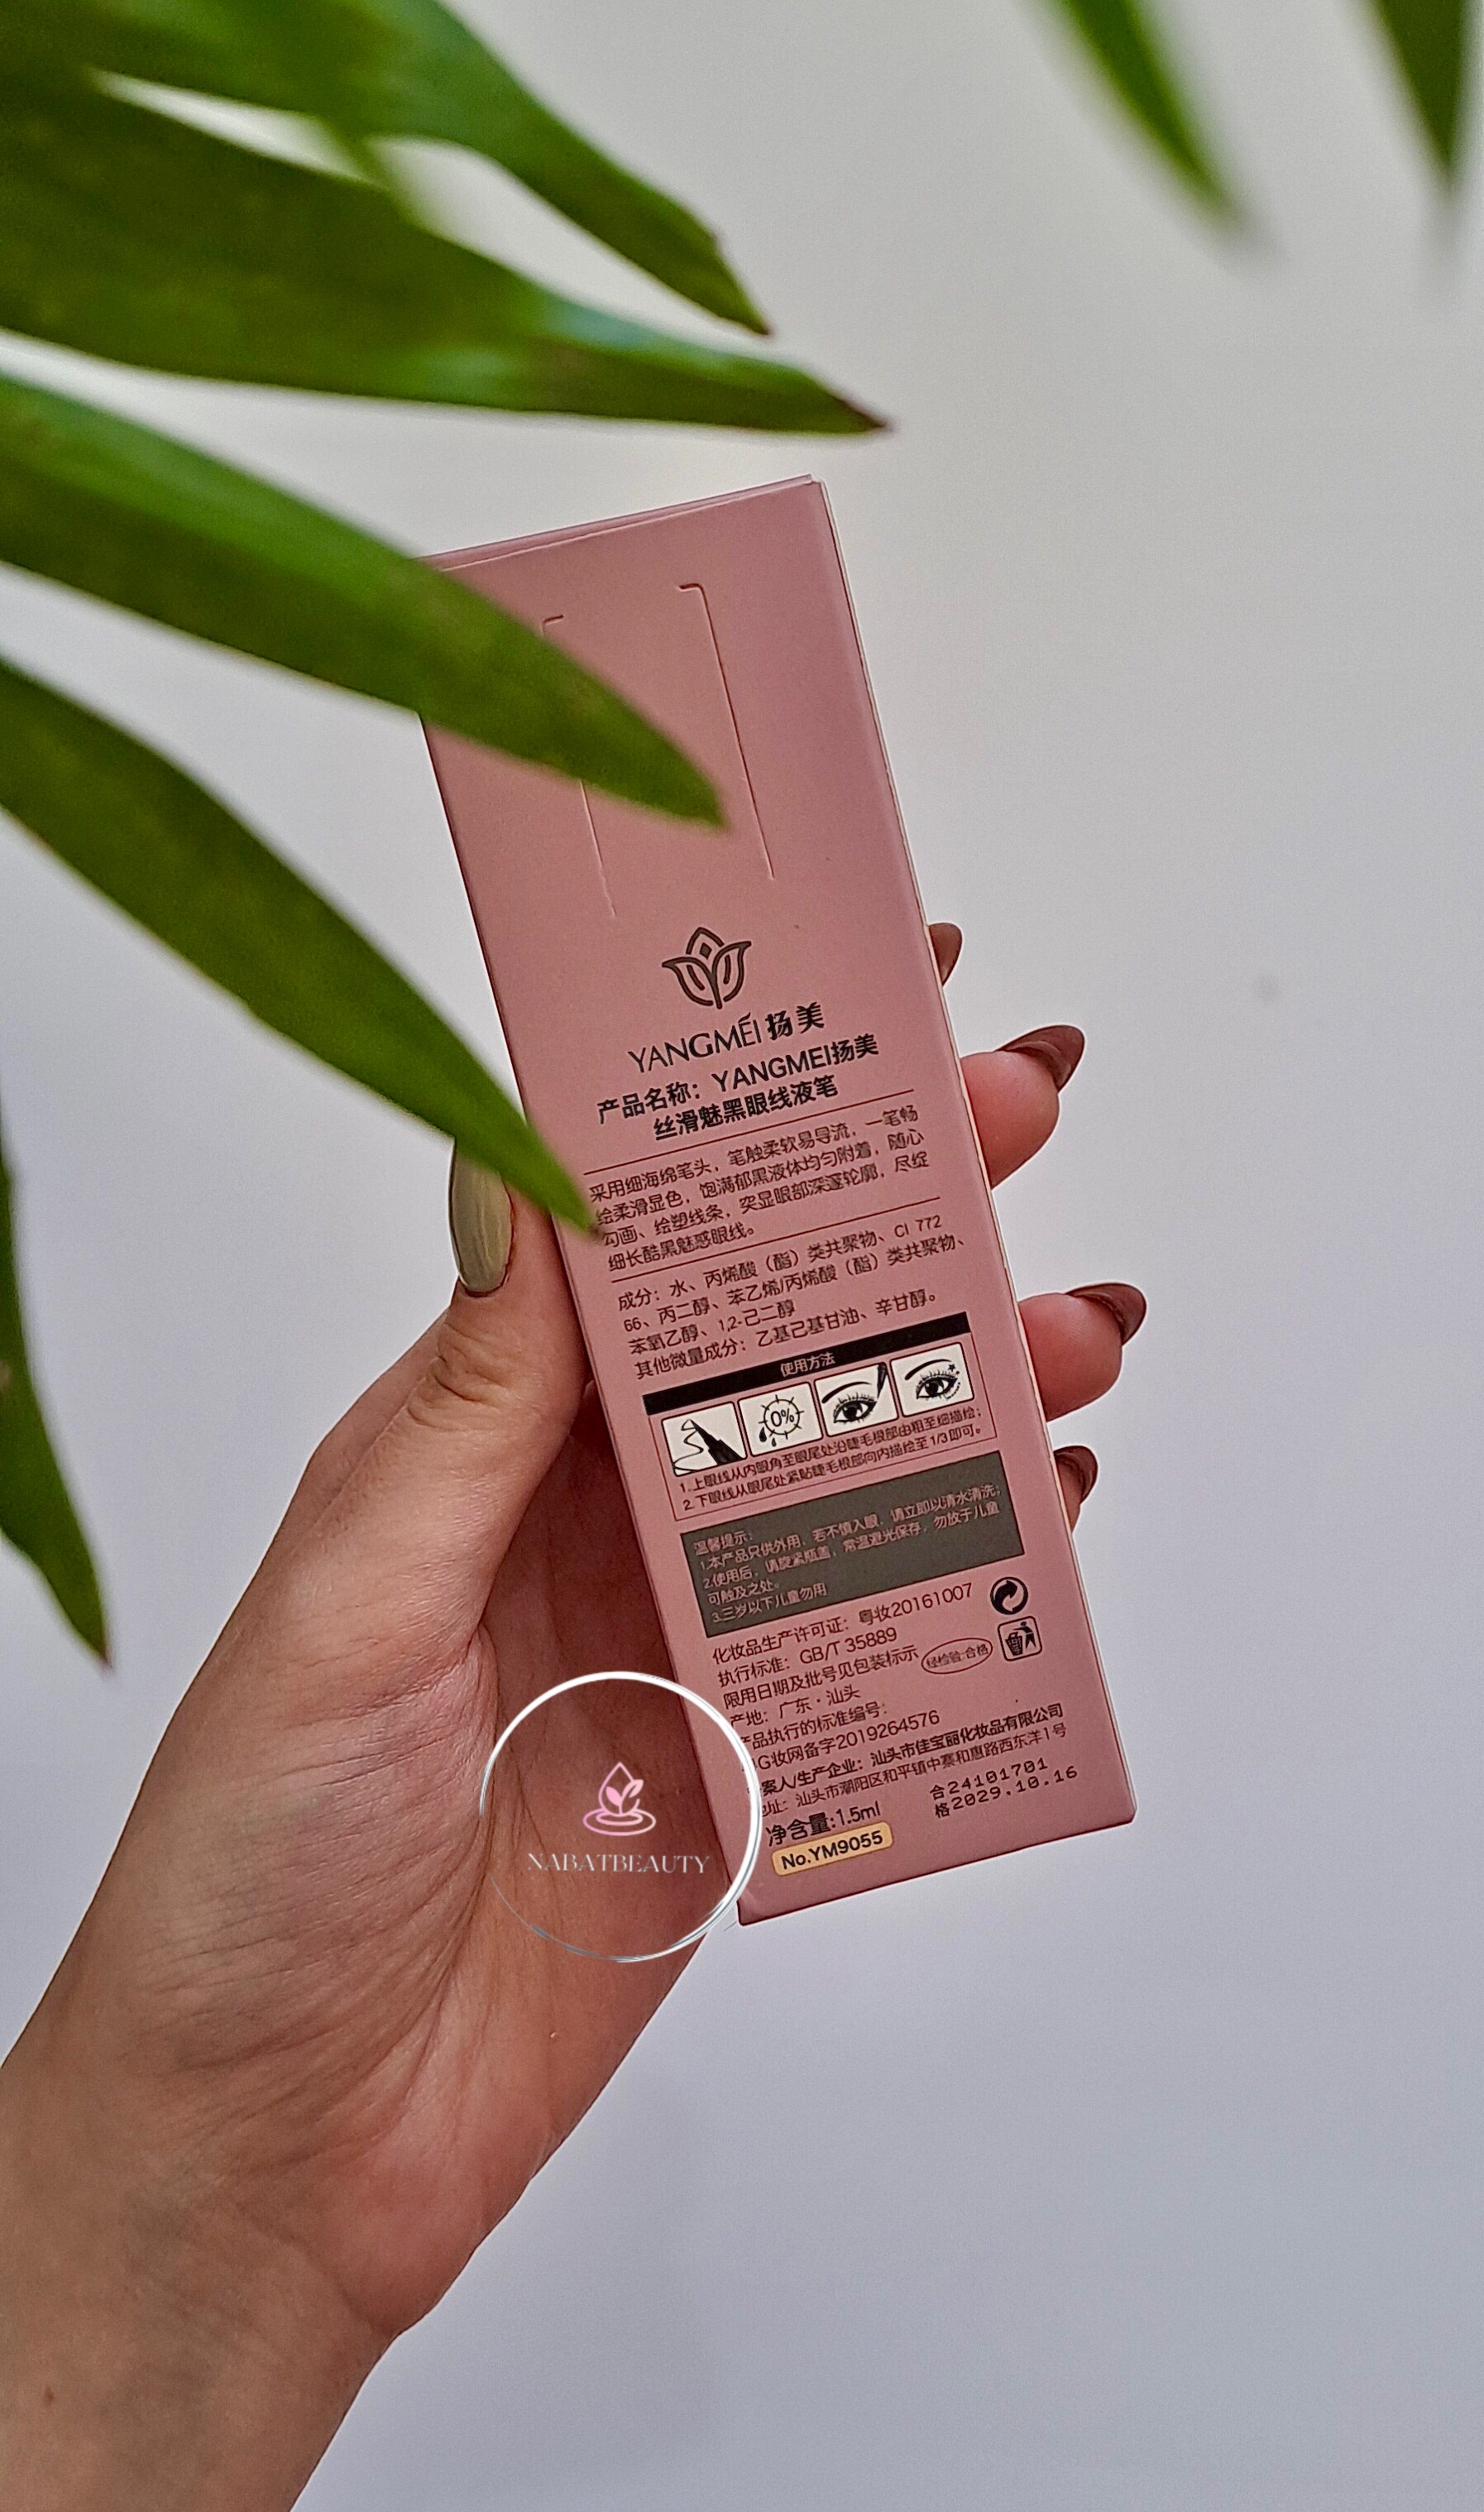 YANGMÉI 扬美
产品名称：YANGMEI扬美
丝滑魅黑眼线液笔
采用细海绵笔头，笔触柔软易导流，一笔畅
绘柔滑显色，饱满郁黑液体均匀附着，随心
勾画、绘塑线条，突显眼部深邃轮廓，尽绽
细长酷黑魅惑眼线。
成分：水、丙烯酸（酯）类共聚物、CI 772
66、丙二醇、苯乙烯/丙烯酸（酯）类共聚物、
苯氧乙醇、1,2-己二醇
其他微量成分：乙基己基甘油、辛甘醇。
使用方法
0%
1.上眼线从内眼角至眼尾处沿睫毛根部由粗至细描绘；
2.下眼线从眼尾处紧贴睫毛根部向内描绘至1/3即可。
温馨提示：
1.本产品只供外用，若不慎入眼，请立即以清水清洗；
2.使用后，请旋紧瓶盖，常温避光保存，勿放于儿童
可触及之处。
3.三岁以下儿童勿用
化妆品生产许可证：粤妆20161007
执行标准：GB/T 35889
限用日期及批号见包装标示
经检验·合格
产地：广东·汕头
产品执行的标准编号：
G妆网备字2019264576
案人/生产企业：汕头市佳宝丽化妆品有限公司
址：汕头市潮阳区和平镇中寨和惠路西东洋1号
净含量:1.5ml
合24101701
格2029.10.16
No.YM9055
NABATBEAUTY